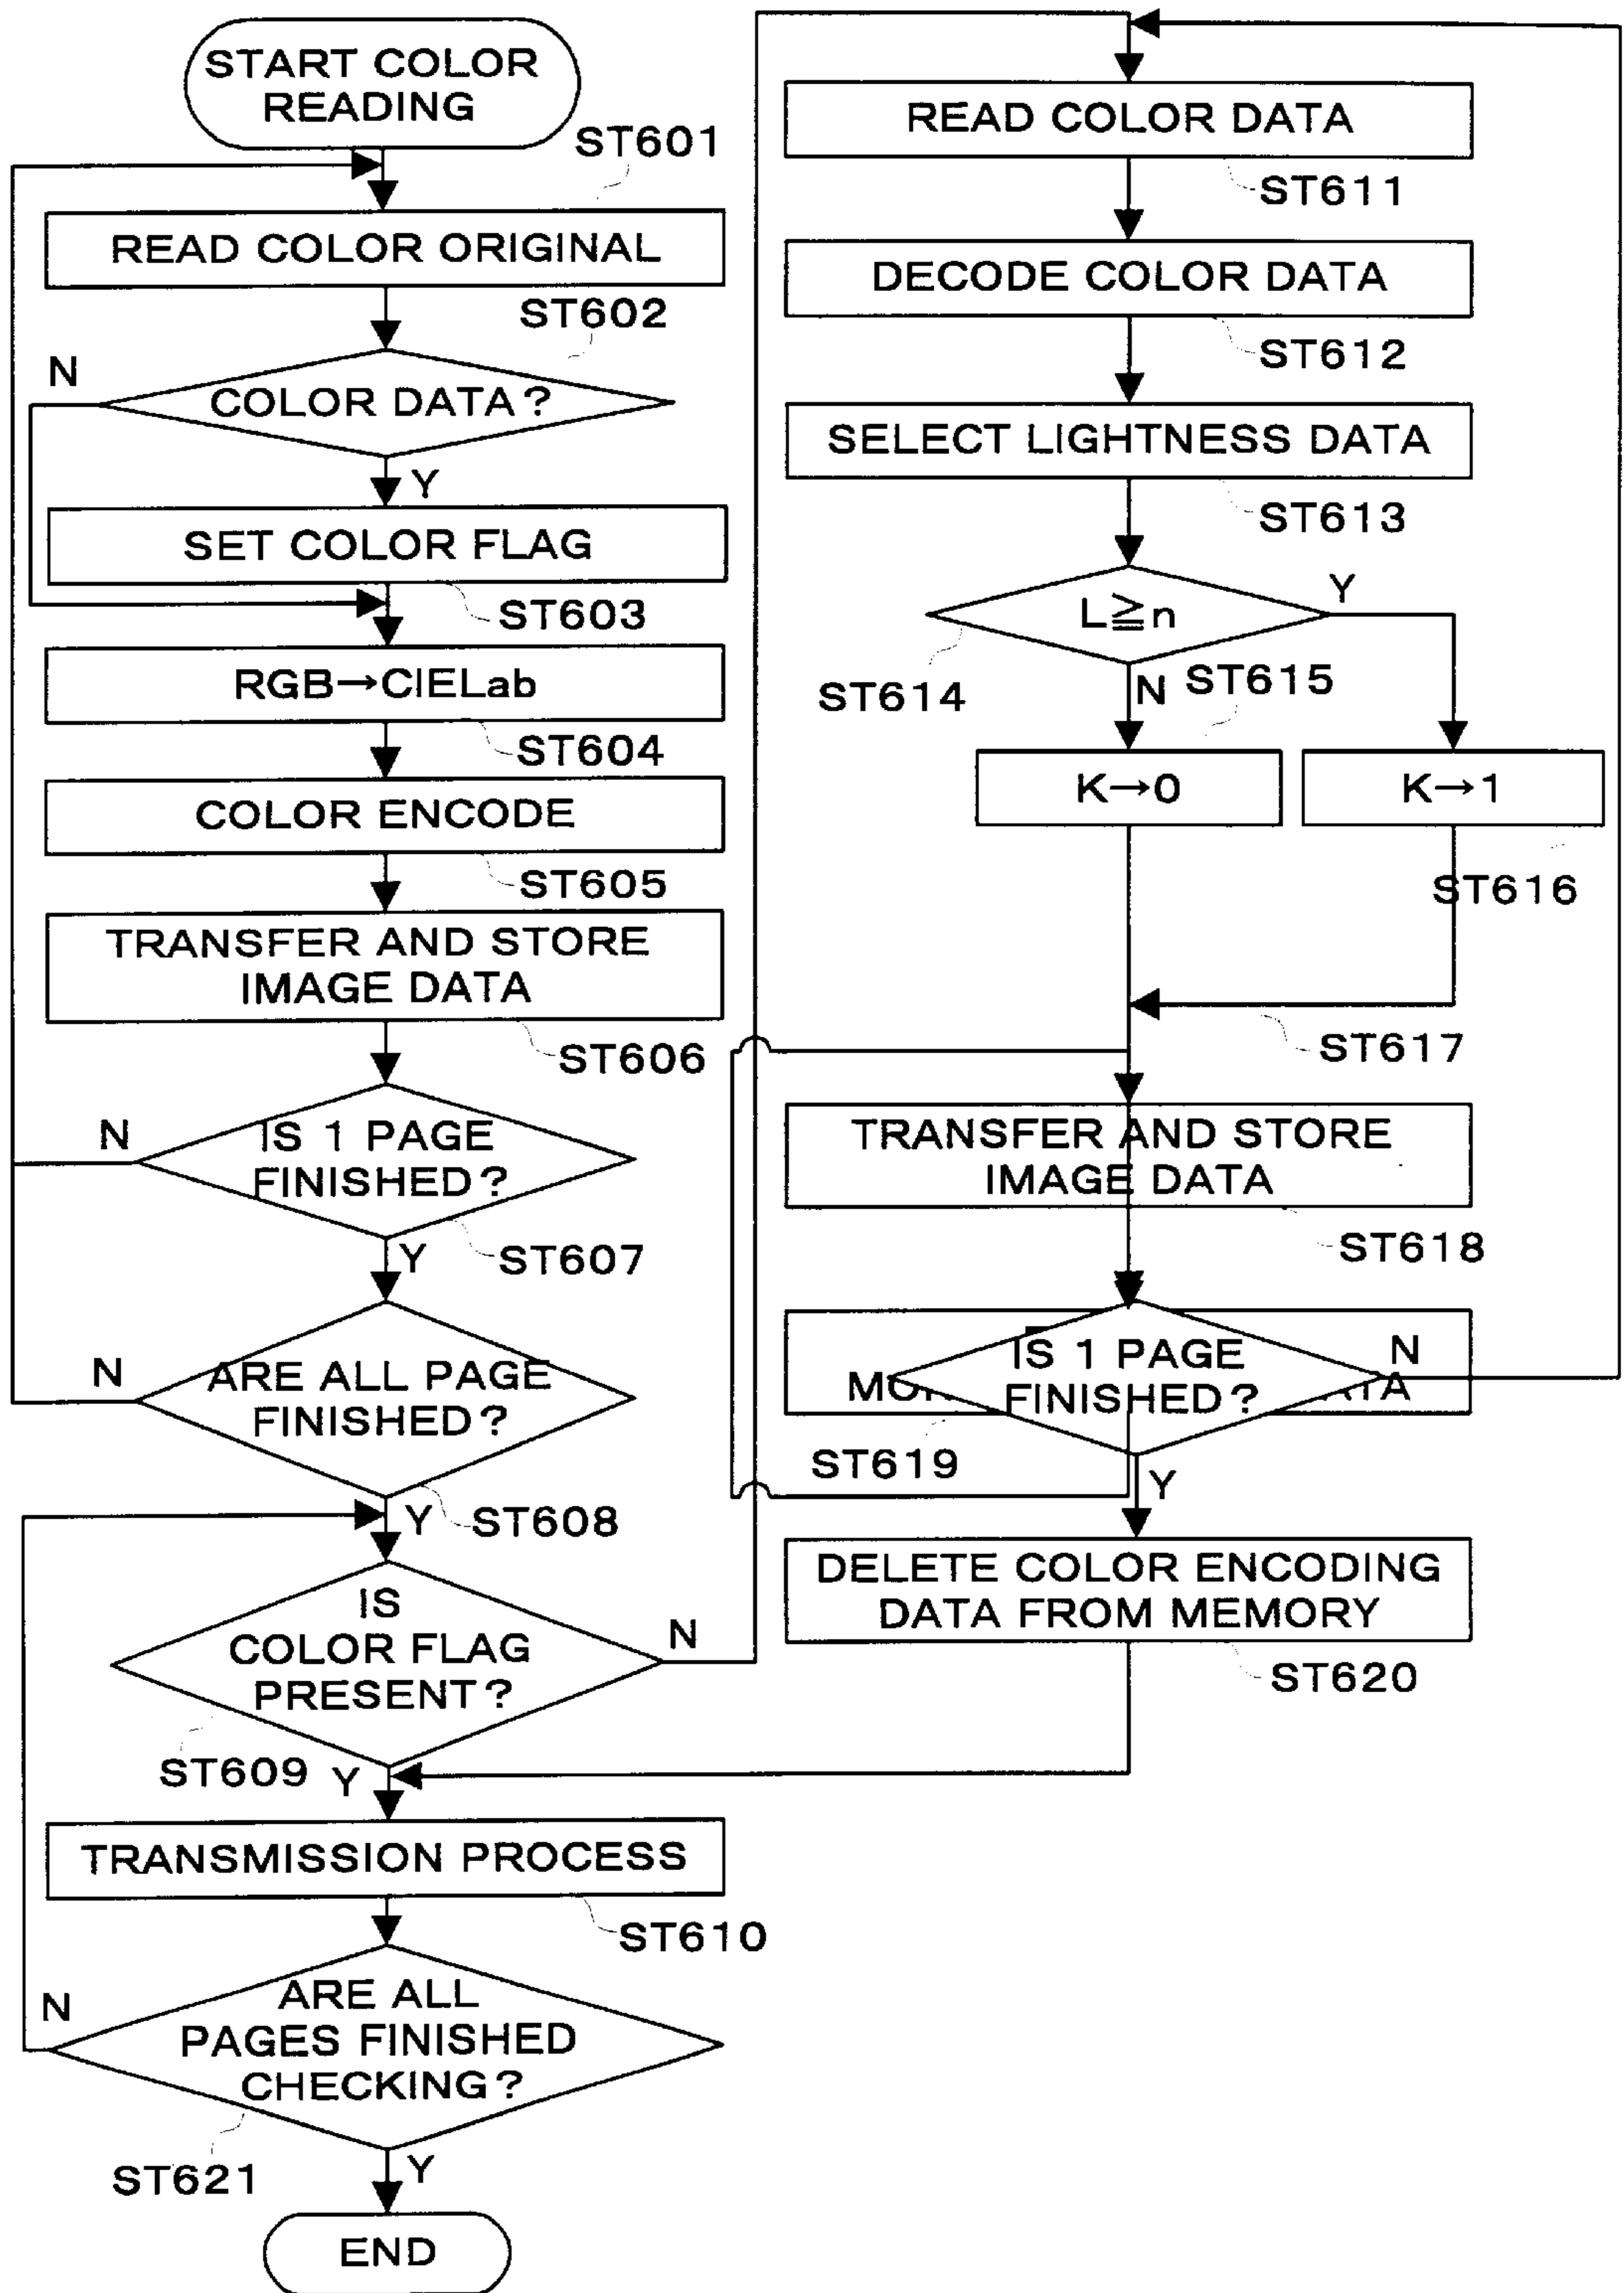 START COLOR
READING
ST601
READ COLOR ORIGINAL
ST602
N
COLOR DATA?
Y
SET COLOR FLAG
ST603
RGB→CIELab
ST604
COLOR ENCODE
ST605
TRANSFER AND STORE
IMAGE DATA
ST606
N
IS 1 PAGE
FINISHED?
Y
ST607
N
ARE ALL PAGE
FINISHED?
Y
ST608
IS
COLOR FLAG
PRESENT?
N
ST609
Y
TRANSMISSION PROCESS
ST610
N
ARE ALL
PAGES FINISHED
CHECKING?
ST621
Y
END
READ COLOR DATA
ST611
DECODE COLOR DATA
ST612
SELECT LIGHTNESS DATA
ST613
L≧n
Y
ST614
N
ST615
K→0
K→1
ST616
ST617
TRANSFER AND STORE
IMAGE DATA
ST618
IS 1 PAGE
FINISHED?
N
ST619
Y
DELETE COLOR ENCODING
DATA FROM MEMORY
ST620